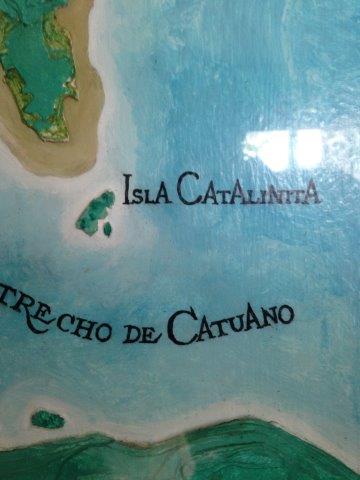 Isla Catalinita
trecho de Catuano